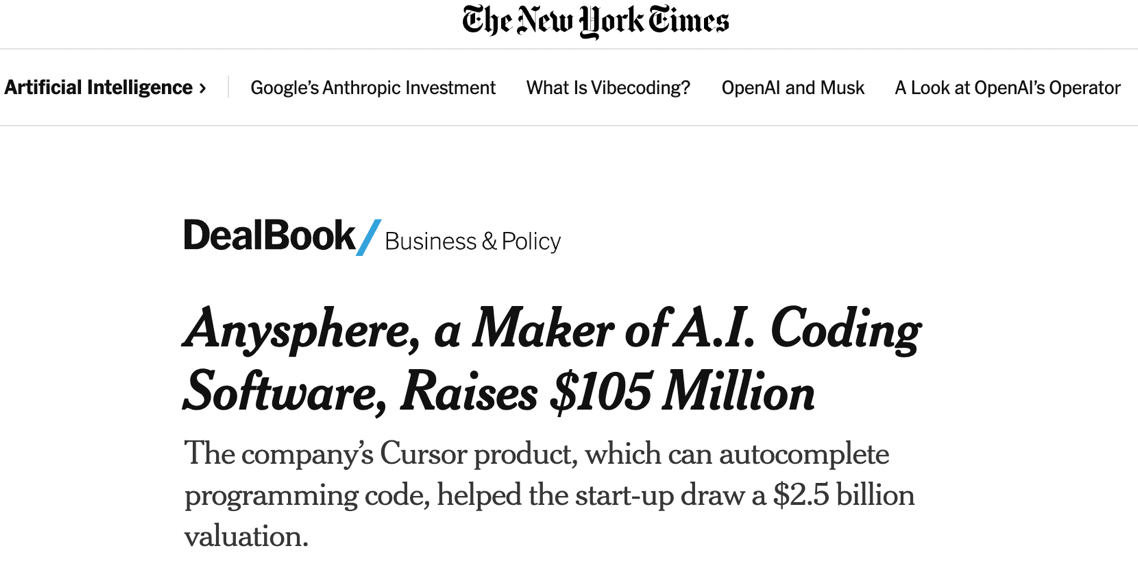 The New York Times
Artificial Intelligence › Google’s Anthropic Investment What Is Vibecoding? OpenAI and Musk A Look at OpenAI’s Operator
DealBook/ Business & Policy
Anysphere, a Maker of A.I. Coding
Software, Raises $105 Million
The company’s Cursor product, which can autocomplete
programming code, helped the start-up draw a $2.5 billion
valuation.